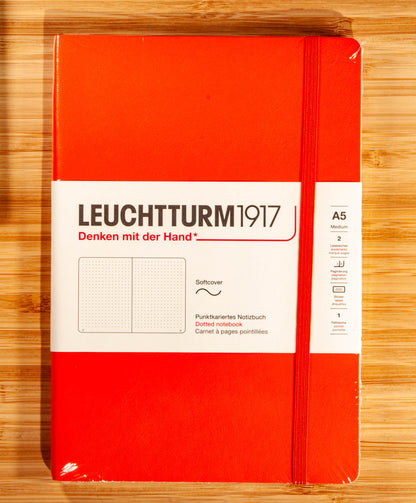 LEUCHTTURM1917
Denken mit der Hand*
Softcover
Punktkariertes Notizbuch
Dotted notebook
Carnet à pages pointillées
A5
Medium
2
1